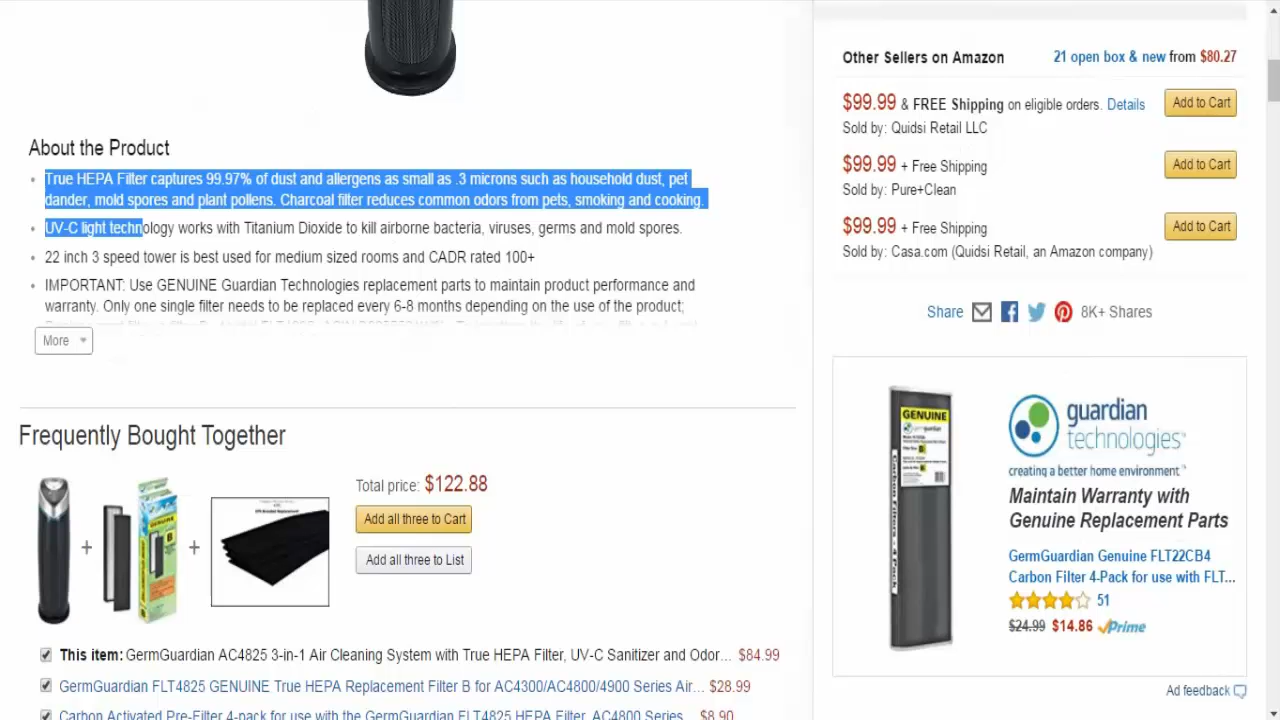 About the Product
True HEPA Filter captures 99.97% of dust and allergens as small as .3 microns such as household dust, pet
dander, mold spores and plant pollens. Charcoal filter reduces common odors from pets, smoking and cooking.
UV-C light technology works with Titanium Dioxide to kill airborne bacteria, viruses, germs and mold spores.
22 inch 3 speed tower is best used for medium sized rooms and CADR rated 100+
IMPORTANT: Use GENUINE Guardian Technologies replacement parts to maintain product performance and
warranty. Only one single filter needs to be replaced every 6-8 months depending on the use of the product;
More
Frequently Bought Together
GENUINE
B
+
+
Total price: $122.88
Add all three to Cart
Add all three to List
This item: GermGuardian AC4825 3-in-1 Air Cleaning System with True HEPA Filter, UV-C Sanitizer and Odor... $84.99
GermGuardian FLT4825 GENUINE True HEPA Replacement Filter B for AC4300/AC4800/4900 Series Air... $28.99
Carbon Activated Pre-Filter 4-pack for use with the GermGuardian FLT4825 HEPA Filter, AC4800 Series... $8.90
Other Sellers on Amazon
21 open box & new from $80.27
$99.99 & FREE Shipping on eligible orders. Details
Add to Cart
Sold by: Quidsi Retail LLC
$99.99 + Free Shipping
Add to Cart
Sold by: Pure+Clean
$99.99 + Free Shipping
Add to Cart
Sold by: Casa.com (Quidsi Retail, an Amazon company)
Share
8K+ Shares
GENUINE
guardian
Carbon Filters - 4 Pack
guardian
technologies
creating a better home environment.™
Maintain Warranty with
Genuine Replacement Parts
GermGuardian Genuine FLT22CB4
Carbon Filter 4-Pack for use with FLT...
51
$24.99 $14.86 Prime
Ad feedback